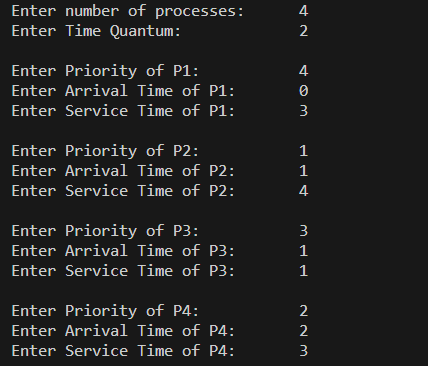 Enter number of processes: 4
Enter Time Quantum: 2
Enter Priority of P1: 4
Enter Arrival Time of P1: 0
Enter Service Time of P1: 3
Enter Priority of P2: 1
Enter Arrival Time of P2: 1
Enter Service Time of P2: 4
Enter Priority of P3: 3
Enter Arrival Time of P3: 1
Enter Service Time of P3: 1
Enter Priority of P4: 2
Enter Arrival Time of P4: 2
Enter Service Time of P4: 3